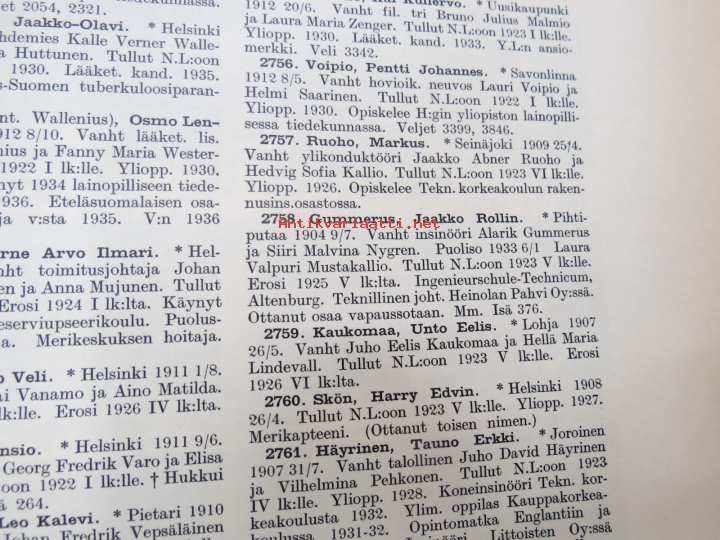 kunnassa.
et 2054, 2321.
Jaakko-Olavi. * Helsinki
hdemies Kalle Verner Walle-
Huttunen. Tullut N.L:oon
1930. Lääket. kand. 1935.
s-Suomen tuberkuloosiparan-
nt. Wallenius), Osmo Len-
912 8/10. Vanht lääket. lis.
nius ja Fanny Maria Wester-
1922 I lk:lle. Yliopp. 1930.
nyt 1934 lainopilliseen tiede-
1936. Eteläsuomalaisen osa-
ja v:sta 1935. V:n 1936
rne Arvo Ilmari. * Hel-
nht toimitusjohtaja Johan
en ja Anna Mujunen. Tullut
Erosi 1924 I lk:lta. Käynyt
eserviupseerikoulu. Puolus-
a. Merikeskuksen hoitaja.
o Veli. * Helsinki 1911 1/8.
ai Vanamo ja Aino Matilda.
lk:lle. Erosi 1926 IV lk:lta.
nsio. * Helsinki 1911 9/6.
Georg Fredrik Varo ja Elisa
oon 1922 I lk:lle. † Hukkui
ä 264.
Leo Kalevi. * Pietari 1910
Johan Fredrik Vepsäläinen
Kullervo. * Uusikaupunki
1912 20/6. Vanht fil. tri Bruno Julius Malmio
ja Laura Maria Zenger. Tullut N.L:oon 1923 I lk:lle.
Yliopp. 1930. Lääket. kand. 1933. Y.L:n ansio-
merkki. Veli 3342.
2756. Voipio, Pentti Johannes. * Savonlinna
1912 8/5. Vanht hovioik. neuvos Lauri Voipio ja
Helmi Saarinen. Tullut N.L:oon 1922 I lk:lle.
Yliopp. 1930. Opiskelee H:gin yliopiston lainopilli-
sessa tiedekunnassa. Veljet 3399, 3846.
2757. Ruoho, Markus. * Seinäjoki 1909 25/4.
Vanht ylikonduktööri Jaakko Abner Ruoho ja
Hedvig Sofia Kallio. Tullut N.L:oon 1923 VI lk:lle.
Yliopp. 1926. Opiskelee Tekn. korkeakoulun raken-
nusins.osastossa.
Antikvariaatti.net
2758. Gummerus, Jaakko Rollin. * Pihti-
putaa 1904 9/7. Vanht insinööri Alarik Gummerus
ja Siiri Malvina Nygren. Puoliso 1933 6/1 Laura
Valpuri Mustakallio. Tullut N.L:oon 1923 V lk:lle.
Erosi 1925 V lk:lta. Ingenieurschule-Technicum,
Altenburg. Teknillinen joht. Heinolan Pahvi Oy:ssä.
Ottanut osaa vapaussotaan. Mm. Isä 376.
2759. Kaukomaa, Unto Eelis. * Lohja 1907
26/5. Vanht Juho Eelis Kaukomaa ja Hellä Maria
Lindevall. Tullut N.L:oon 1923 V lk:lle. Erosi
1926 VI lk:lta.
2760. Skön, Harry Edvin. * Helsinki 1908
26/4. Tullut N.L:oon 1923 V lk:lle. Yliopp. 1927.
Merikapteeni. (Ottanut toisen nimen.)
2761. Häyrinen, Tauno Erkki. * Joroinen
1907 31/7. Vanht talollinen Juho David Häyrinen
ja Vilhelmina Pehkonen. Tullut N.L:oon 1923
IV lk:lle. Yliopp. 1928. Koneinsinööri Tekn. kor-
keakoulusta 1932. Ylim. oppilas Kauppakorkea-
koulussa 1931-32. Opintomatka Englantiin ja
Littoisten Oy:ssä